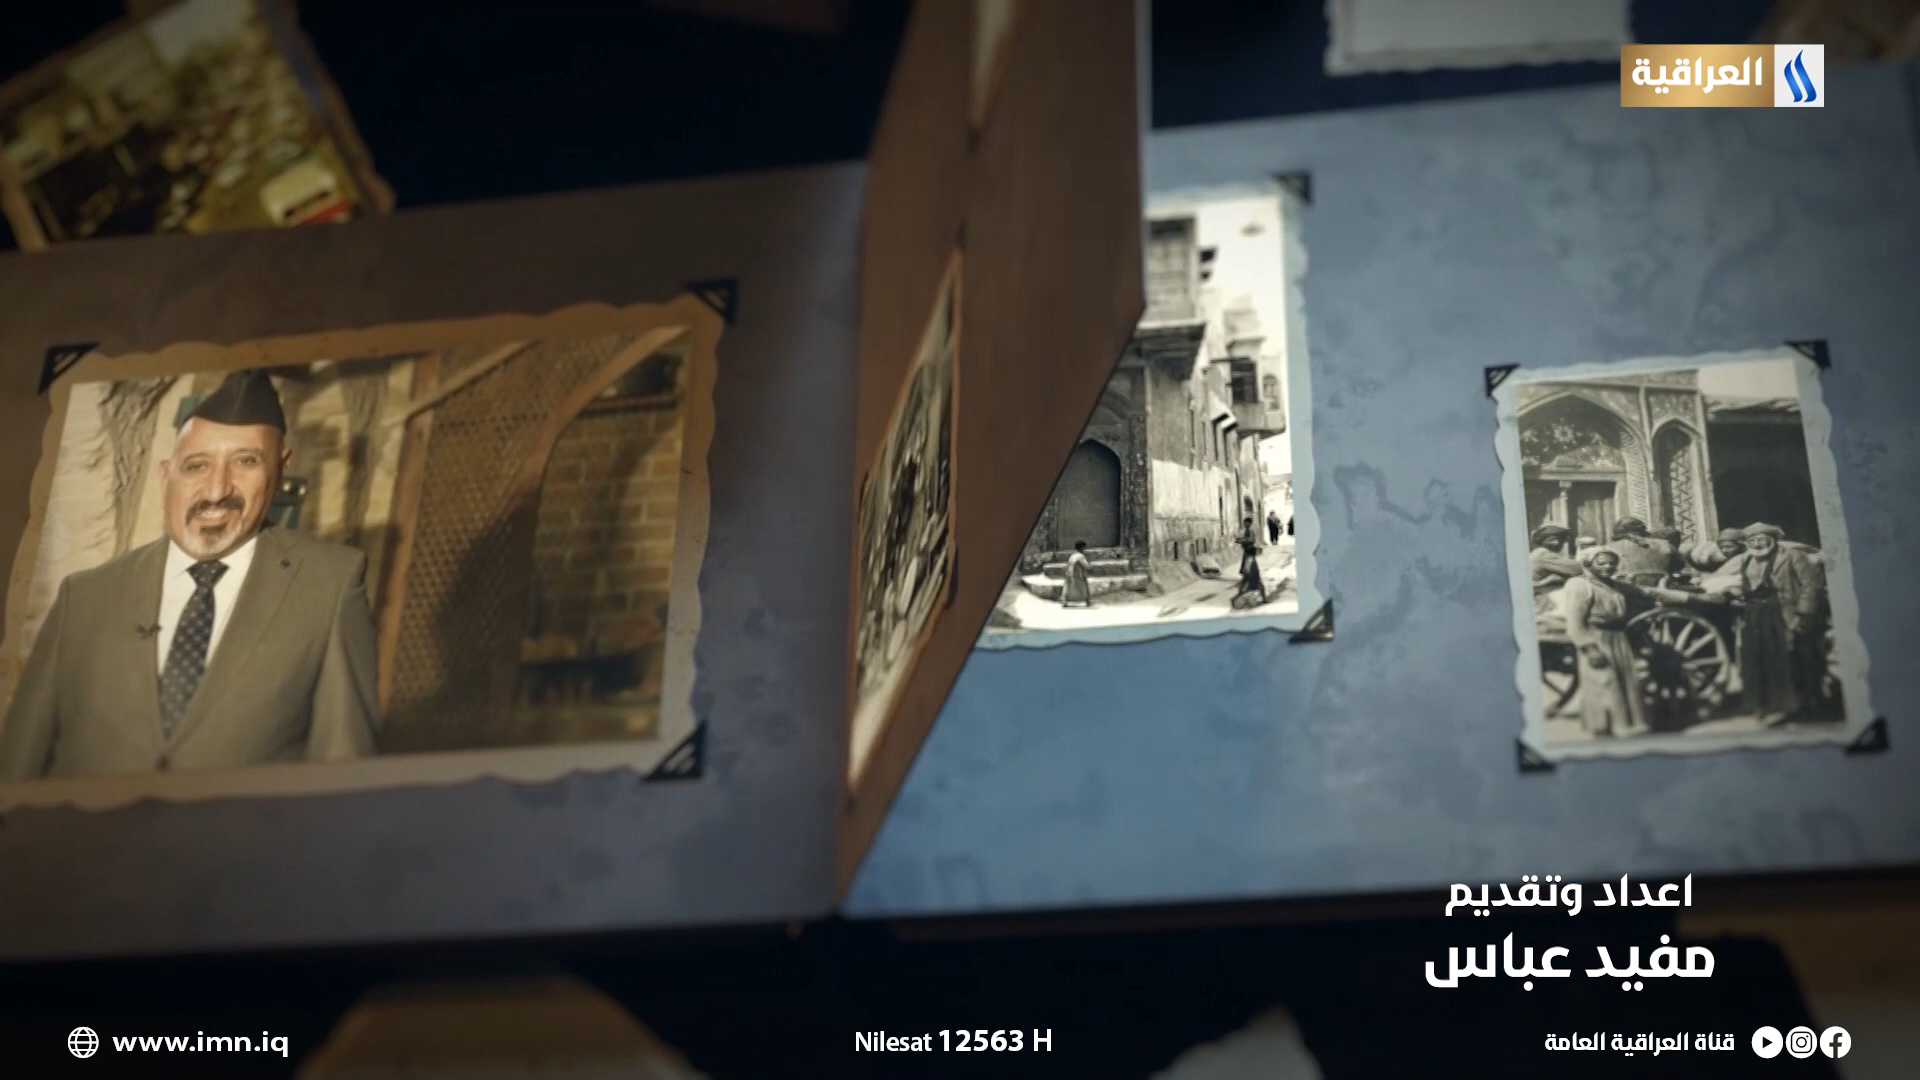 العراقية
اعداد وتقديم
مفيد عباس
www.imn.iq
Nilesat 12563 H
قناة العراقية العامة